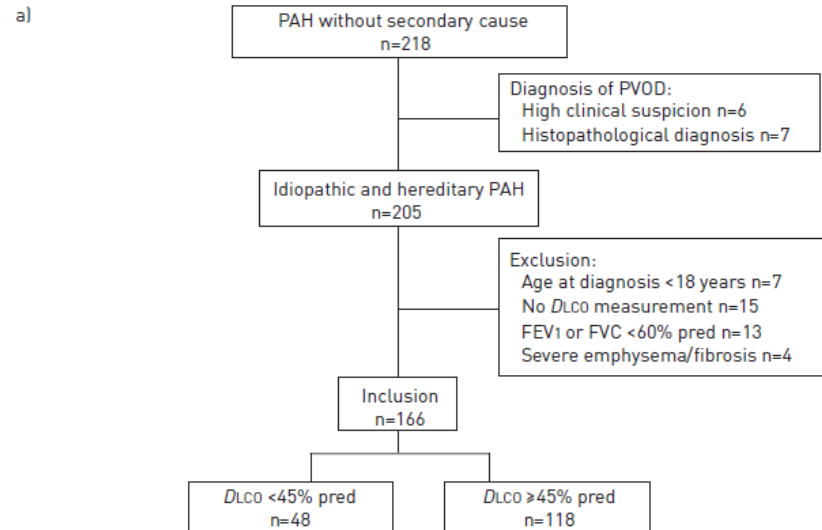 a)
PAH without secondary cause
n=218
Diagnosis of PVOD:
High clinical suspicion n=6
Histopathological diagnosis n=7
Idiopathic and hereditary PAH
n=205
Exclusion:
Age at diagnosis <18 years n=7
No DLCO measurement n=15
FEV1 or FVC <60% pred n=13
Severe emphysema/fibrosis n=4
Inclusion
n=166
DLCO <45% pred
n=48
DLCO ≥45% pred
n=118